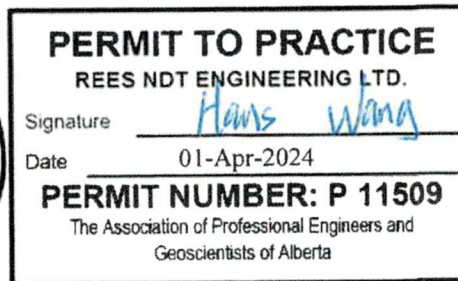 PERMIT TO PRACTICE
REES NDT ENGINEERING LTD.
Signature Hans Wang
Date 01-Apr-2024
PERMIT NUMBER: P 11509
The Association of Professional Engineers and
Geoscientists of Alberta